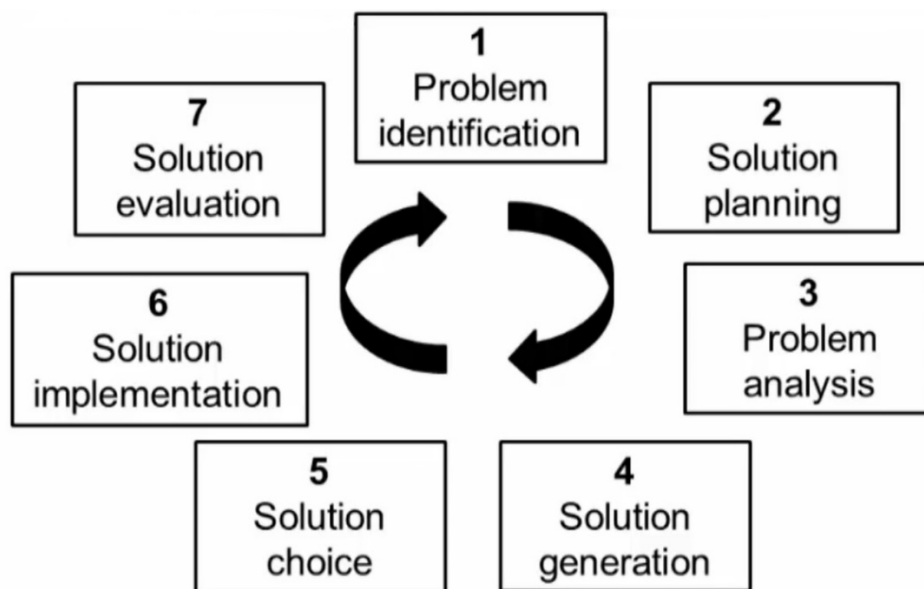 1
Problem
identification
2
Solution
planning
3
Problem
analysis
4
Solution
generation
5
Solution
choice
6
Solution
implementation
7
Solution
evaluation